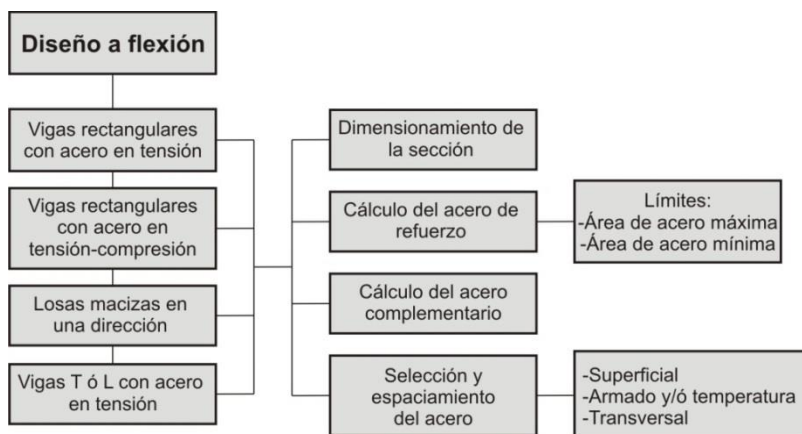 Diseño a flexión
Vigas rectangulares
con acero en tensión
Vigas rectangulares
con acero en
tensión-compresión
Losas macizas en
una dirección
Vigas T ó L con acero
en tensión
Dimensionamiento de
la sección
Cálculo del acero de
refuerzo
Cálculo del acero
complementario
Selección y
espaciamiento
del acero
Límites:
-Área de acero máxima
-Área de acero mínima
-Superficial
-Armado y/ó temperatura
-Transversal